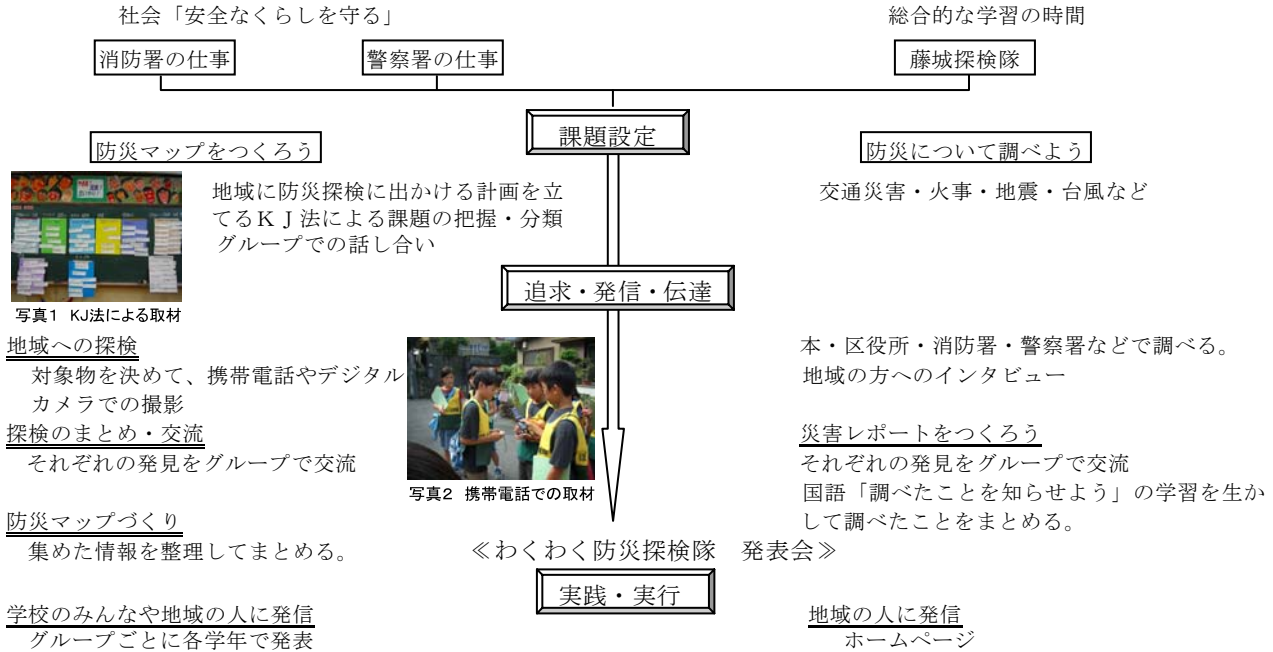 社会「安全なくらしを守る」
総合的な学習の時間
消防署の仕事
警察署の仕事
藤城探検隊
課題設定
防災マップをつくろう
防災について調べよう
地域に防災探検に出かける計画を立
てるＫＪ法による課題の把握・分類
グループでの話し合い
交通災害・火事・地震・台風など
写真1 KJ法による取材
追求・発信・伝達
地域への探検
対象物を決めて、携帯電話やデジタル
カメラでの撮影
探検のまとめ・交流
それぞれの発見をグループで交流
写真2 携帯電話での取材
本・区役所・消防署・警察署などで調べる。
地域の方へのインタビュー
災害レポートをつくろう
それぞれの発見をグループで交流
国語「調べたことを知らせよう」の学習を生か
して調べたことをまとめる。
防災マップづくり
集めた情報を整理してまとめる。
≪わくわく防災探検隊 発表会≫
実践・実行
学校のみんなや地域の人に発信
グループごとに各学年で発表
地域の人に発信
ホームページ